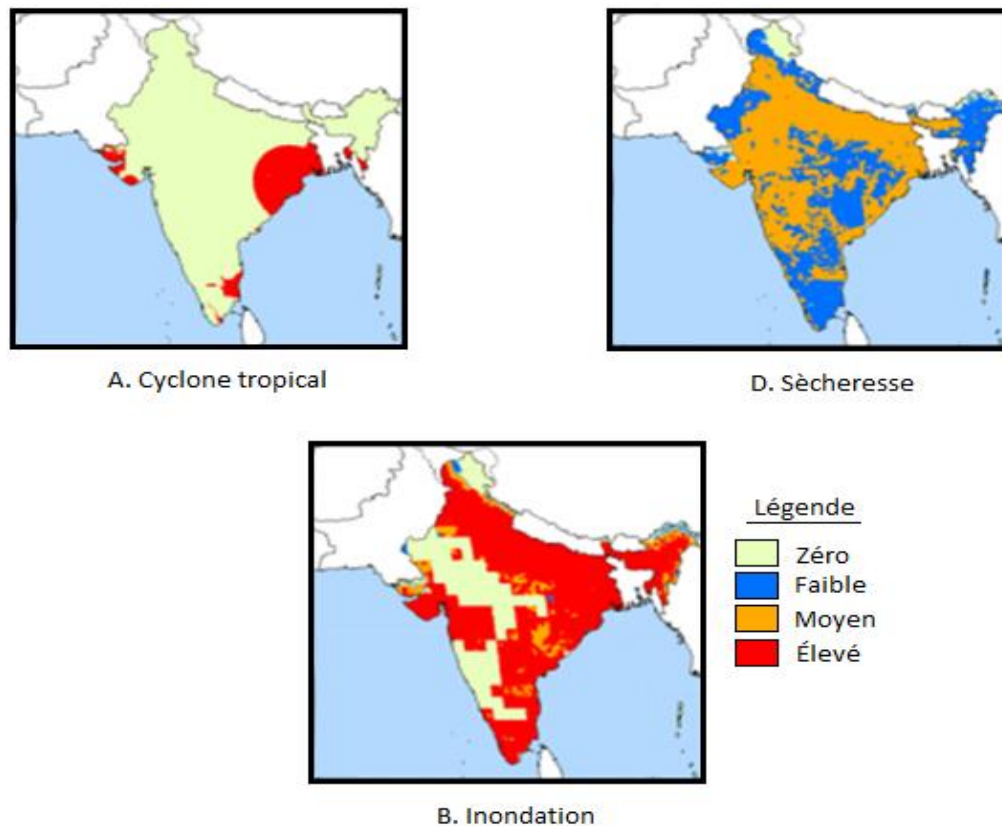 A. Cyclone tropical
D. Sècheresse
B. Inondation
Légende
Zéro
Faible
Moyen
Élevé